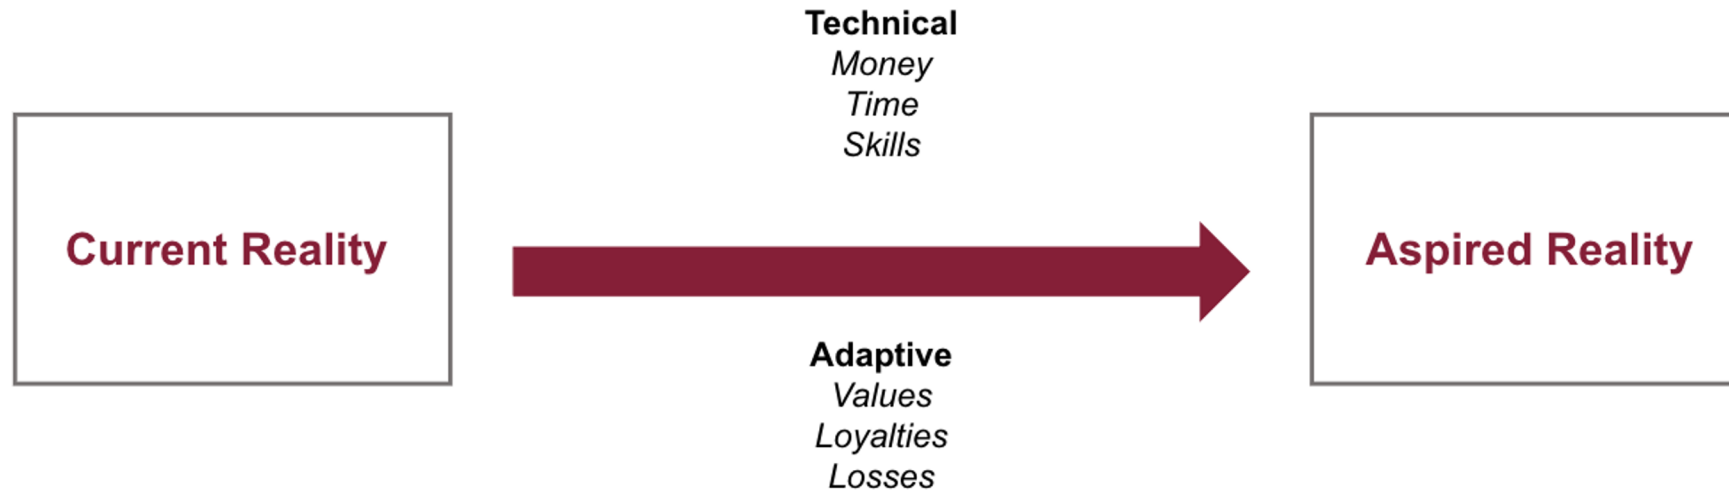 Technical
Money
Time
Skills
Current Reality
Aspired Reality
Adaptive
Values
Loyalties
Losses